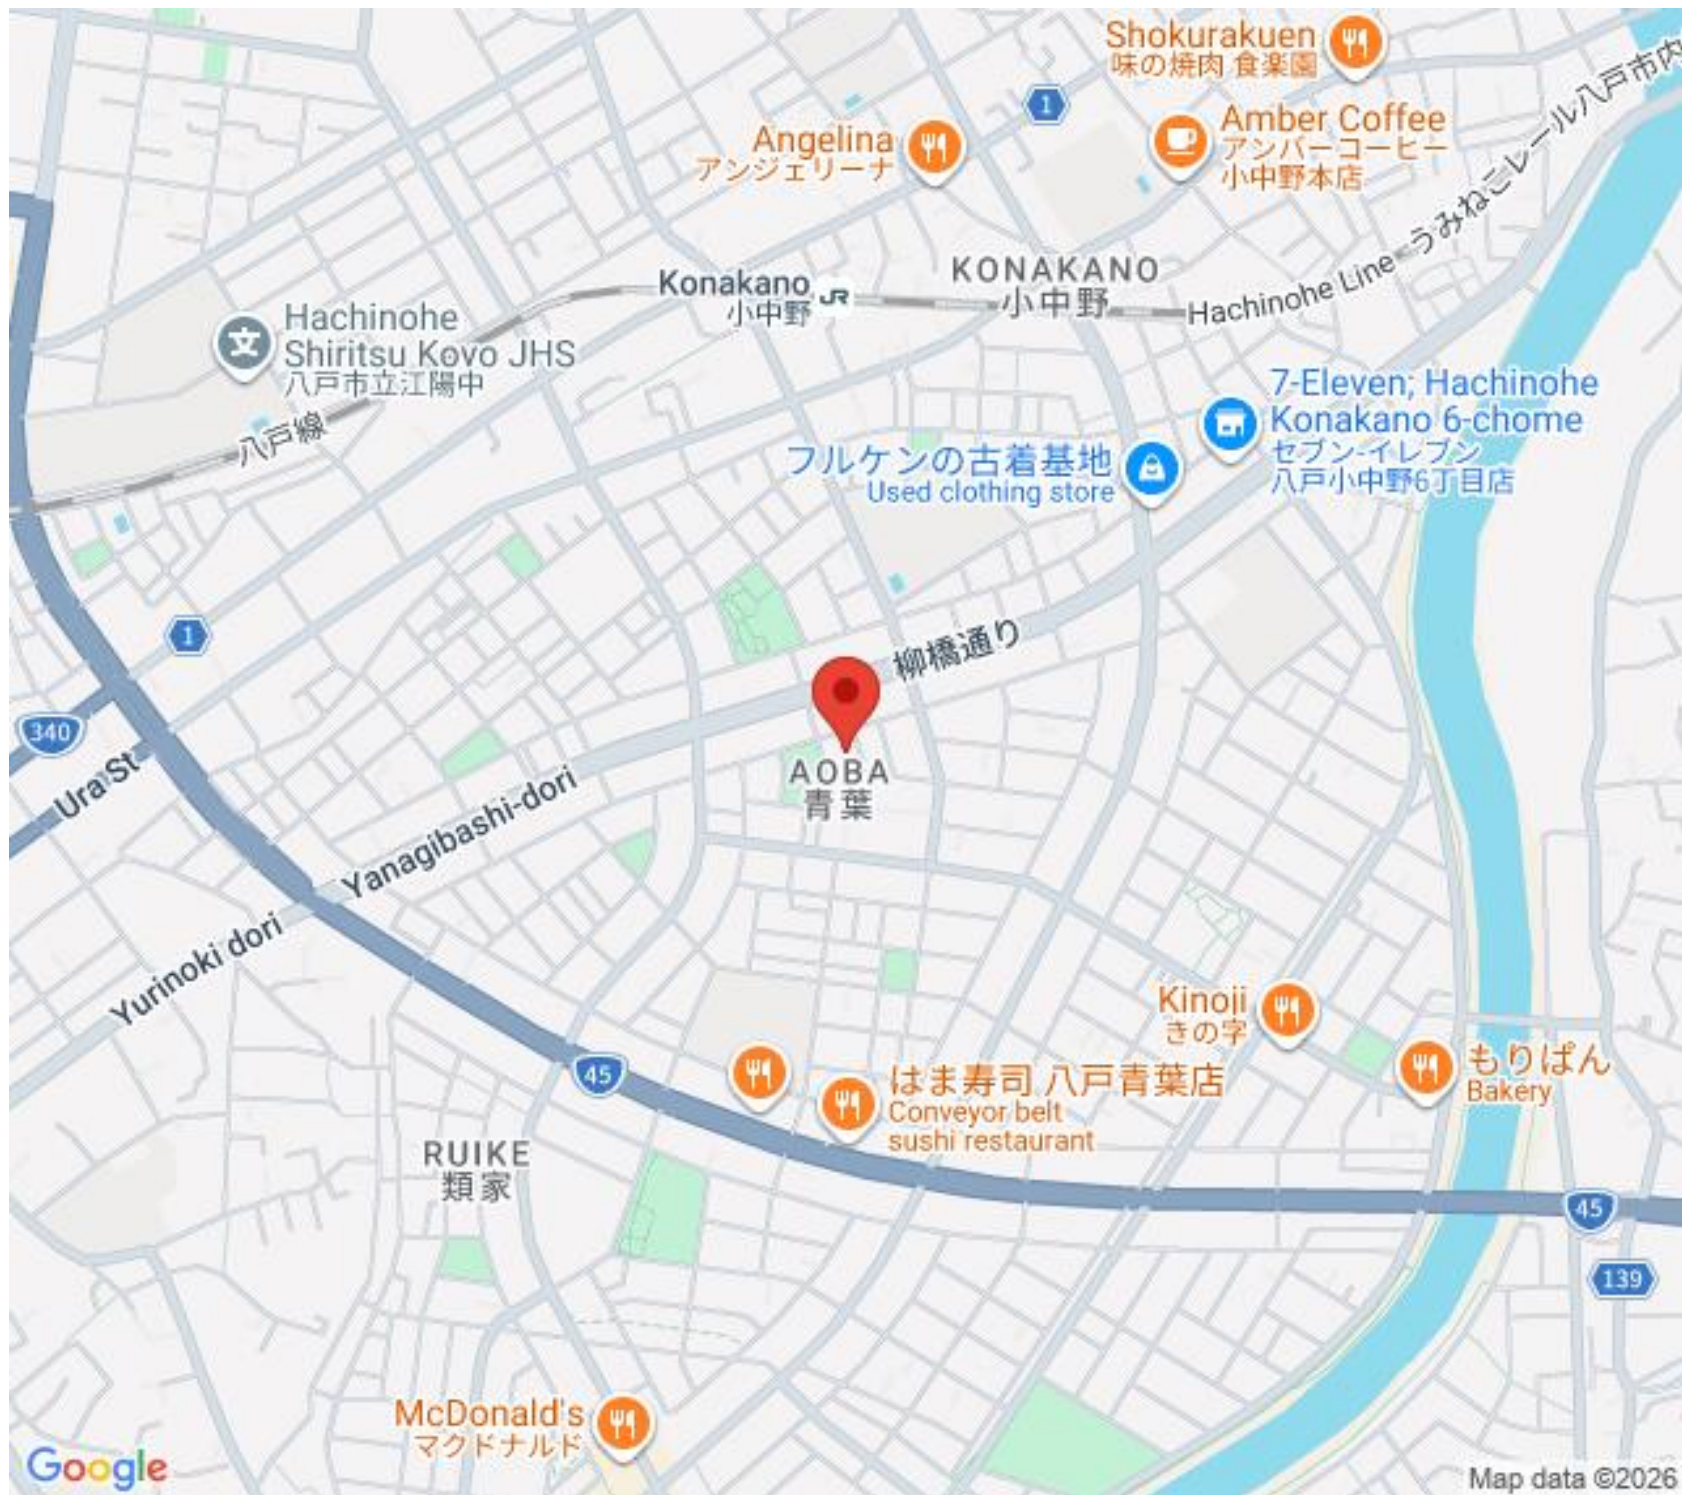 Shokurakuen
味の焼肉 食楽園
1
Amber Coffee
アンバーコーヒー
小中野本店
Angelina
アンジェリーナ
Hachinohe Line うみねこレール八戸市内
KONAKANO
小中野
Konakano
小中野
JR
Hachinohe
Shiritsu Kovo JHS
八戸市立江陽中
八戸線
7-Eleven; Hachinohe
Konakano 6-chome
セブン-イレブン
八戸小中野6丁目店
フルケンの古着基地
Used clothing store
1
柳橋通り
340
Ura St
AOBA
青葉
Yanagibashi-dori
Yurinoki dori
Kinoji
きの字
もりぱん
Bakery
45
はま寿司 八戸青葉店
Conveyor belt
sushi restaurant
RUIKE
類家
45
139
McDonald's
マクドナルド
Google
Map data ©2026